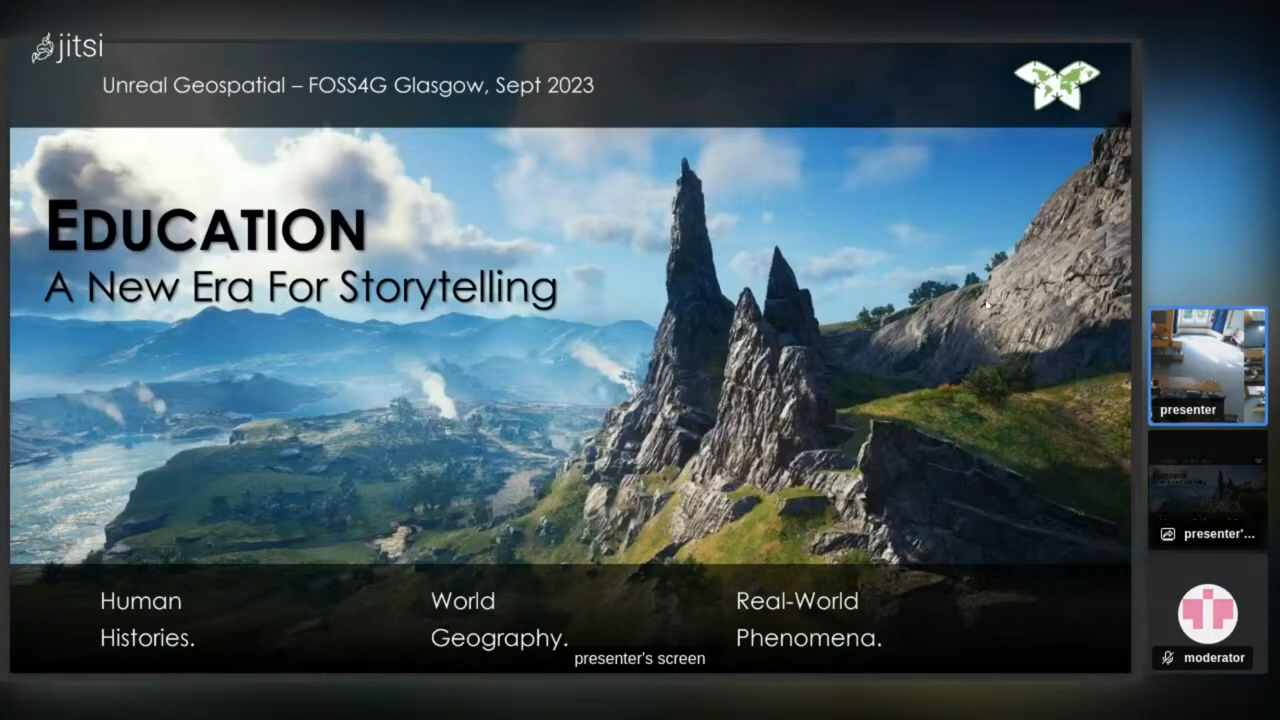 jitsi
Unreal Geospatial – FOSS4G Glasgow, Sept 2023
EDUCATION
A New Era For Storytelling
Human
Histories.
World
Geography.
Real-World
Phenomena.
presenter's screen
presenter
presenter'...
moderator